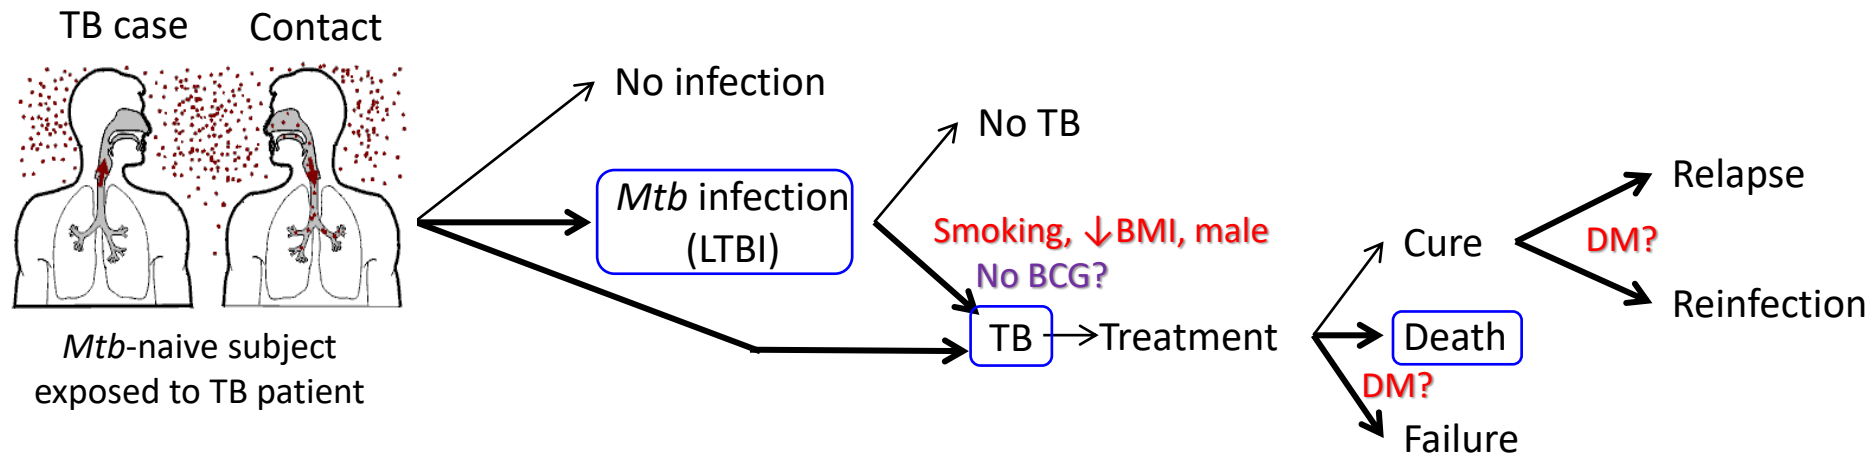 TB case
Contact
Mtb-naive subject
exposed to TB patient
No infection
Mtb infection
(LTBI)
No TB
Smoking, ↓BMI, male
No BCG?
TB
Treatment
Cure
Death
DM?
Failure
Relapse
DM?
Reinfection